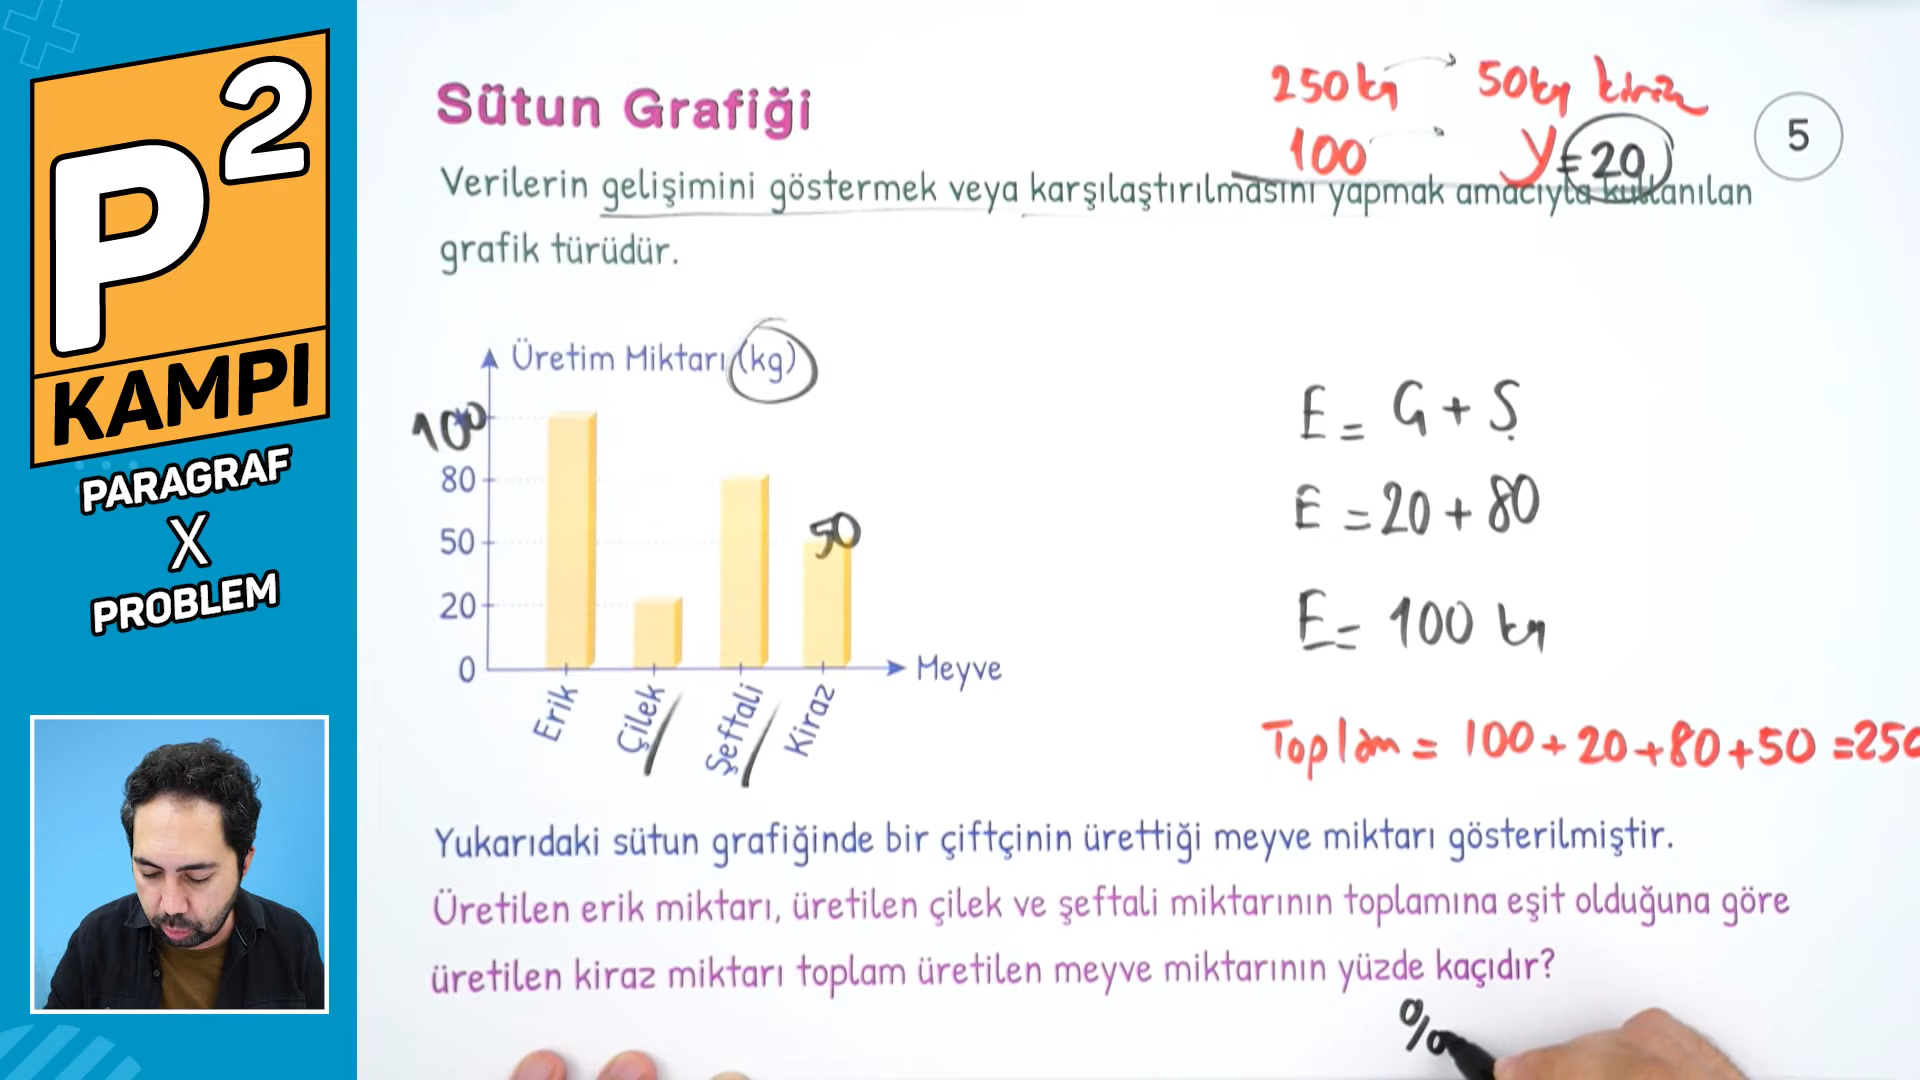 P²
KAMPI
PARAGRAF
X
PROBLEM
Sütun Grafiği
250 kg → 50 kg kiraz
100 → y = 20
5
Verilerin gelişimini göstermek veya karşılaştırılmasını yapmak amacıyla kullanılan
grafik türüdür.
Üretim Miktarı (kg)
100
80
50
20
0
50
Erik
Çilek
Şeftali
Kiraz
Meyve
E = Ç + Ş
E = 20 + 80
E = 100 kg
Toplam = 100 + 20 + 80 + 50 = 250
Yukarıdaki sütun grafiğinde bir çiftçinin ürettiği meyve miktarı gösterilmiştir.
Üretilen erik miktarı, üretilen çilek ve şeftali miktarının toplamına eşit olduğuna göre
üretilen kiraz miktarı toplam üretilen meyve miktarının yüzde kaçıdır?
%